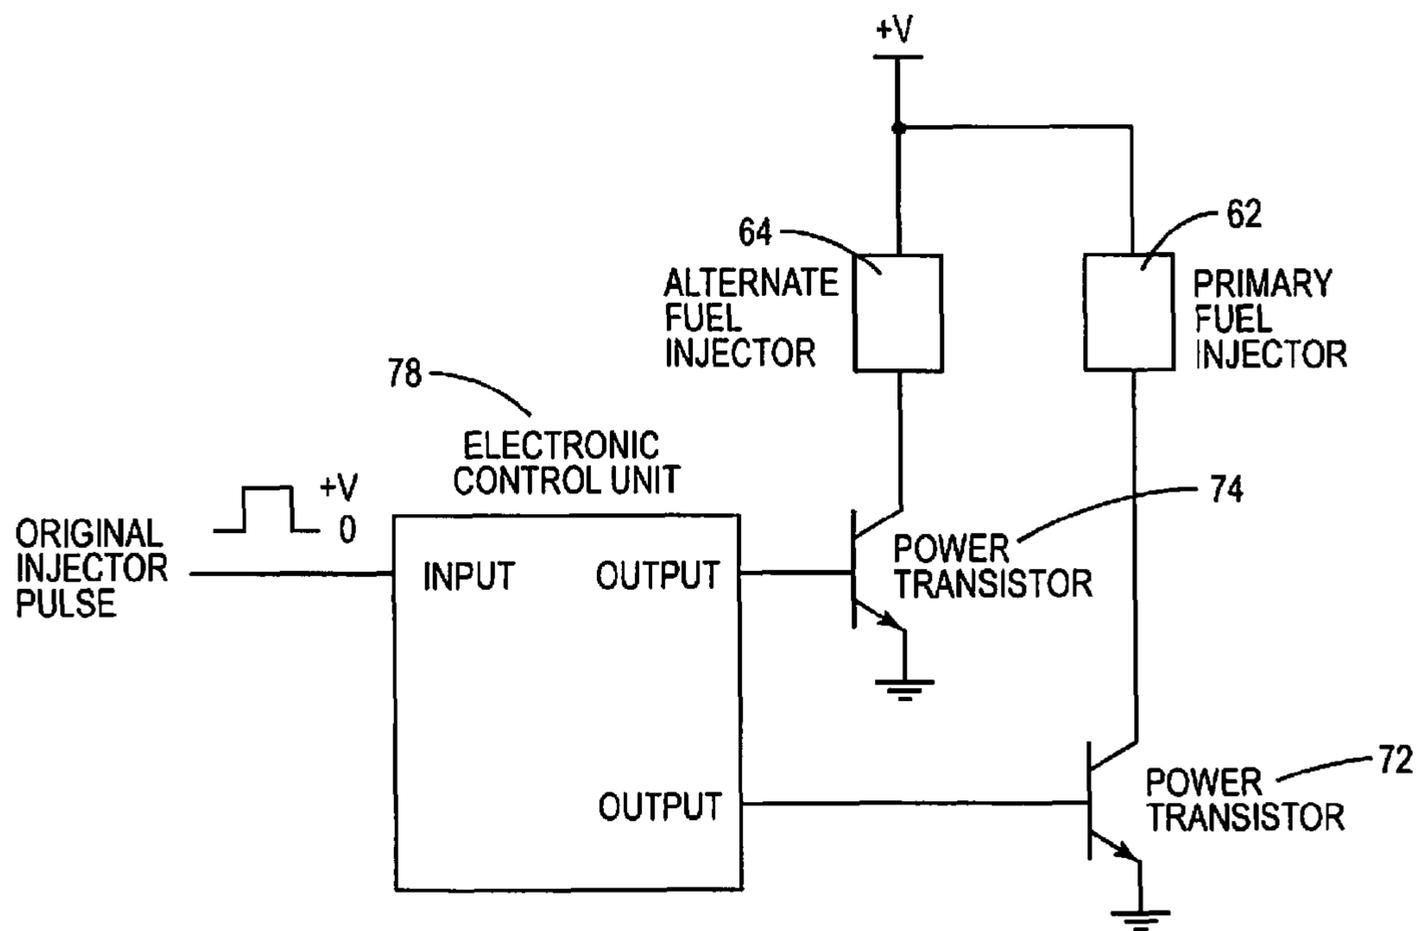 +V
64
62
ALTERNATE
FUEL
INJECTOR
PRIMARY
FUEL
INJECTOR
78
ELECTRONIC
CONTROL UNIT
+V
0
ORIGINAL
INJECTOR
PULSE
INPUT
OUTPUT
74
POWER
TRANSISTOR
OUTPUT
72
POWER
TRANSISTOR